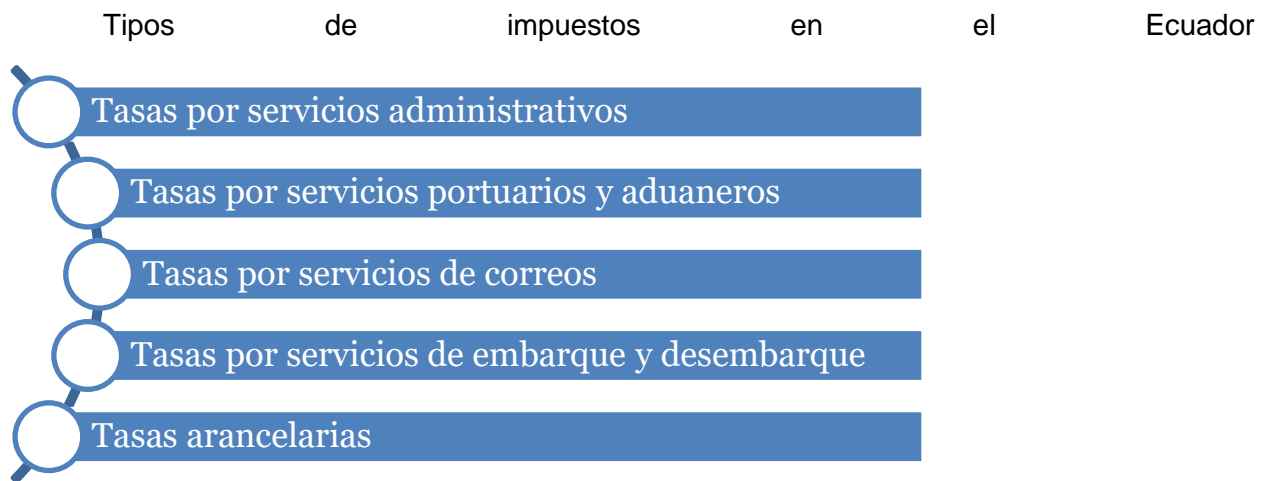 Tipos de impuestos en el Ecuador
Tasas por servicios administrativos
Tasas por servicios portuarios y aduaneros
Tasas por servicios de correos
Tasas por servicios de embarque y desembarque
Tasas arancelarias